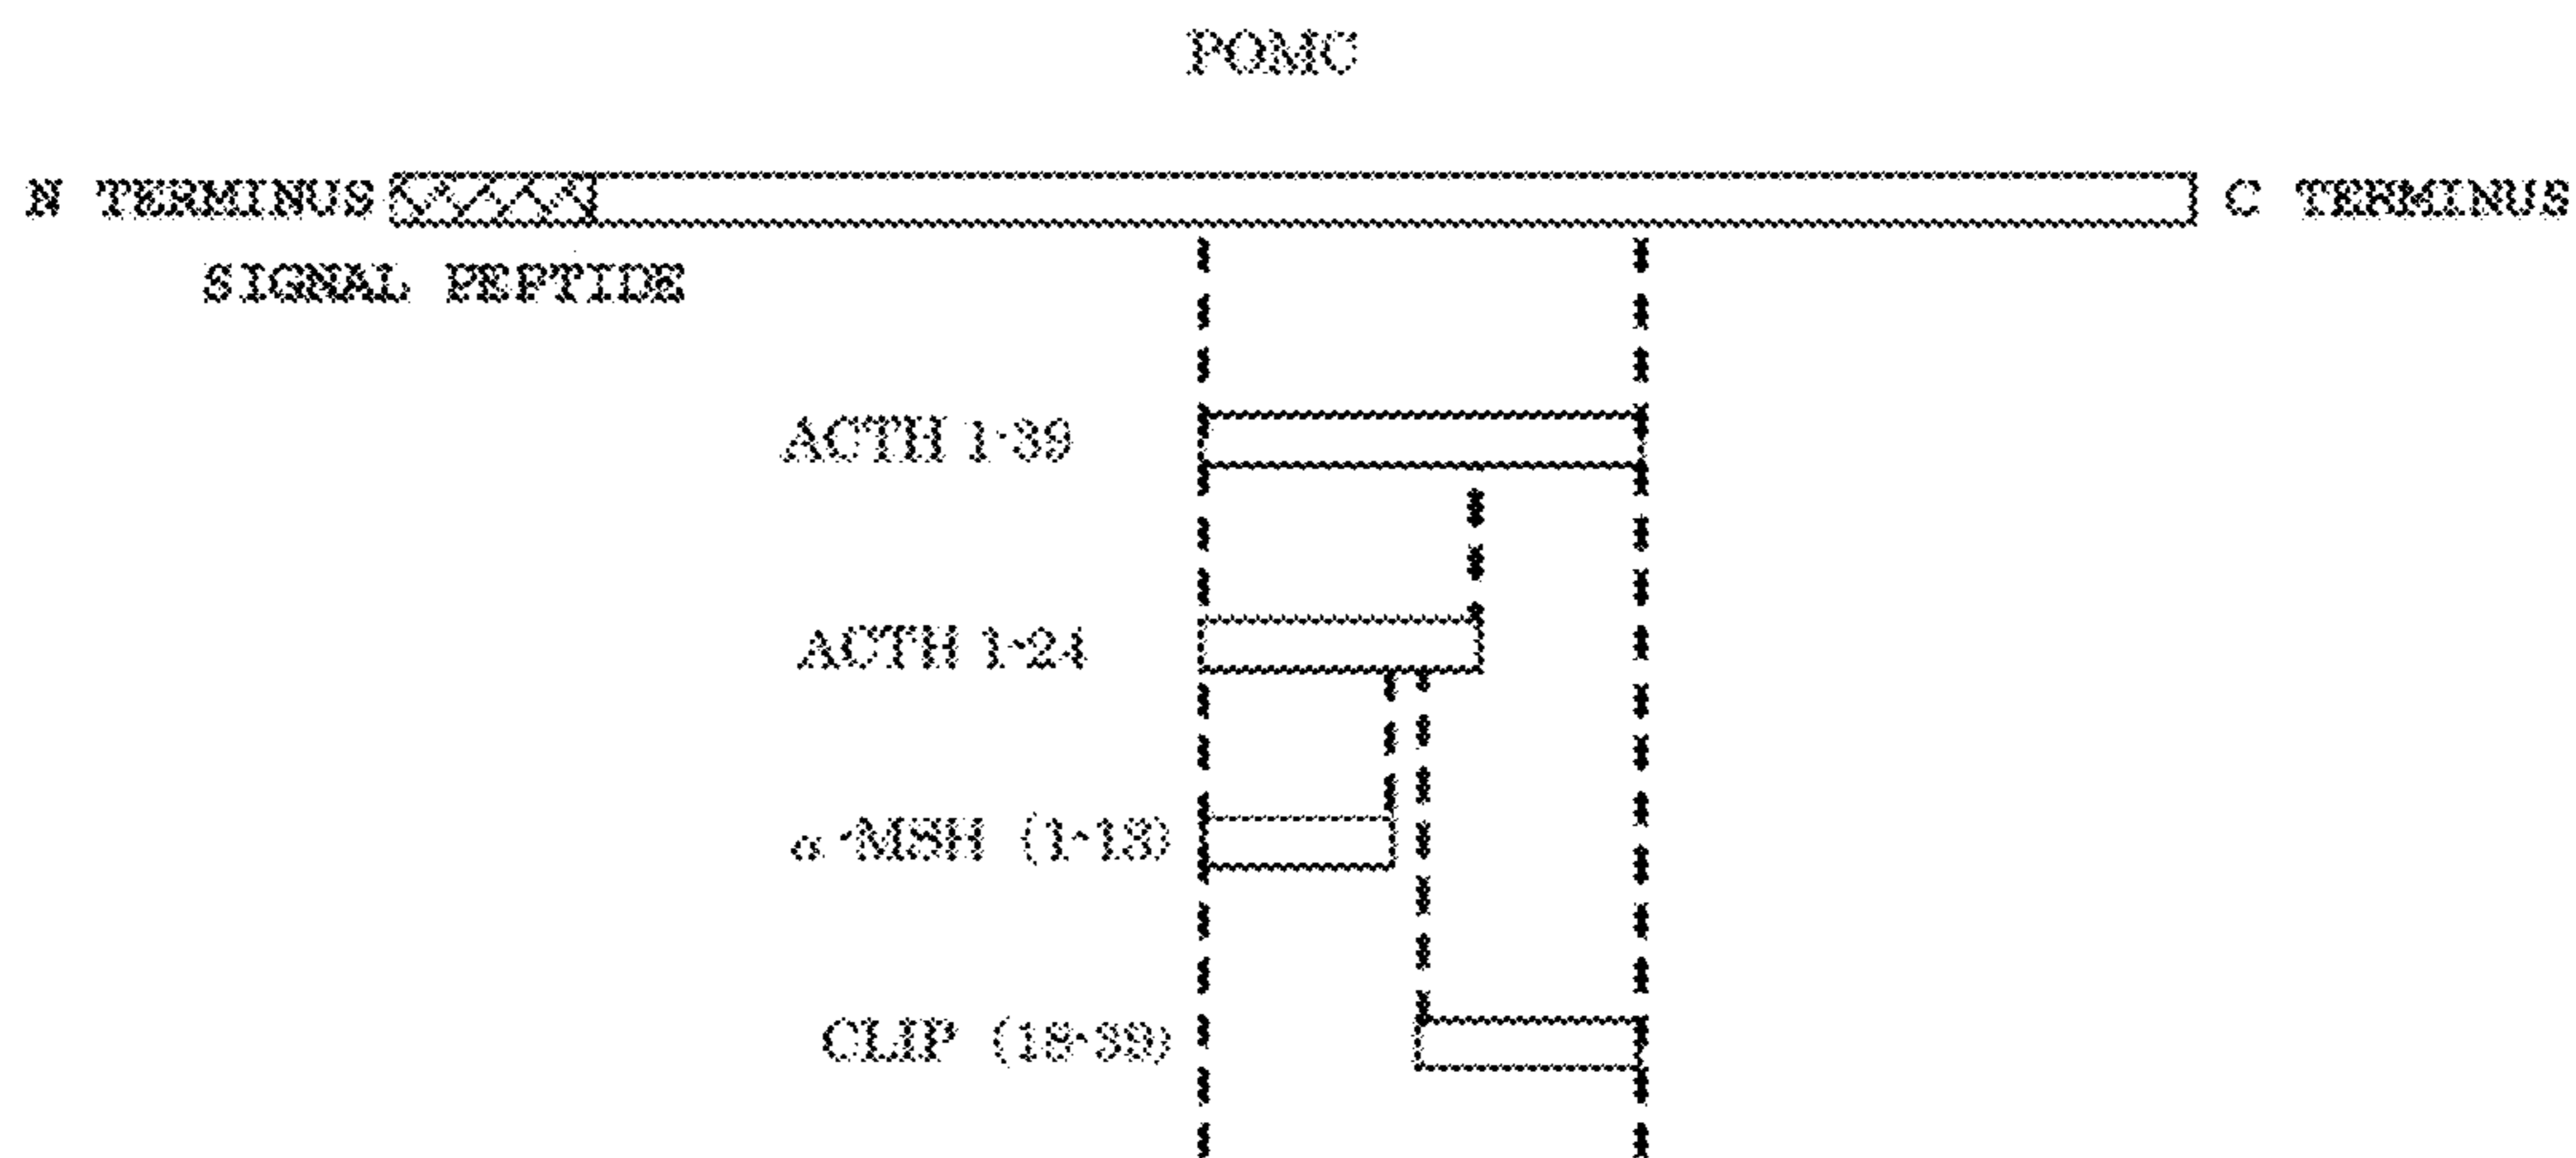 POMC
N TERMINUS
C TERMINUS
SIGNAL PEPTIDE
ACTH 1-39
ACTH 1-24
α-MSH (1-13)
CLIP (18-39)